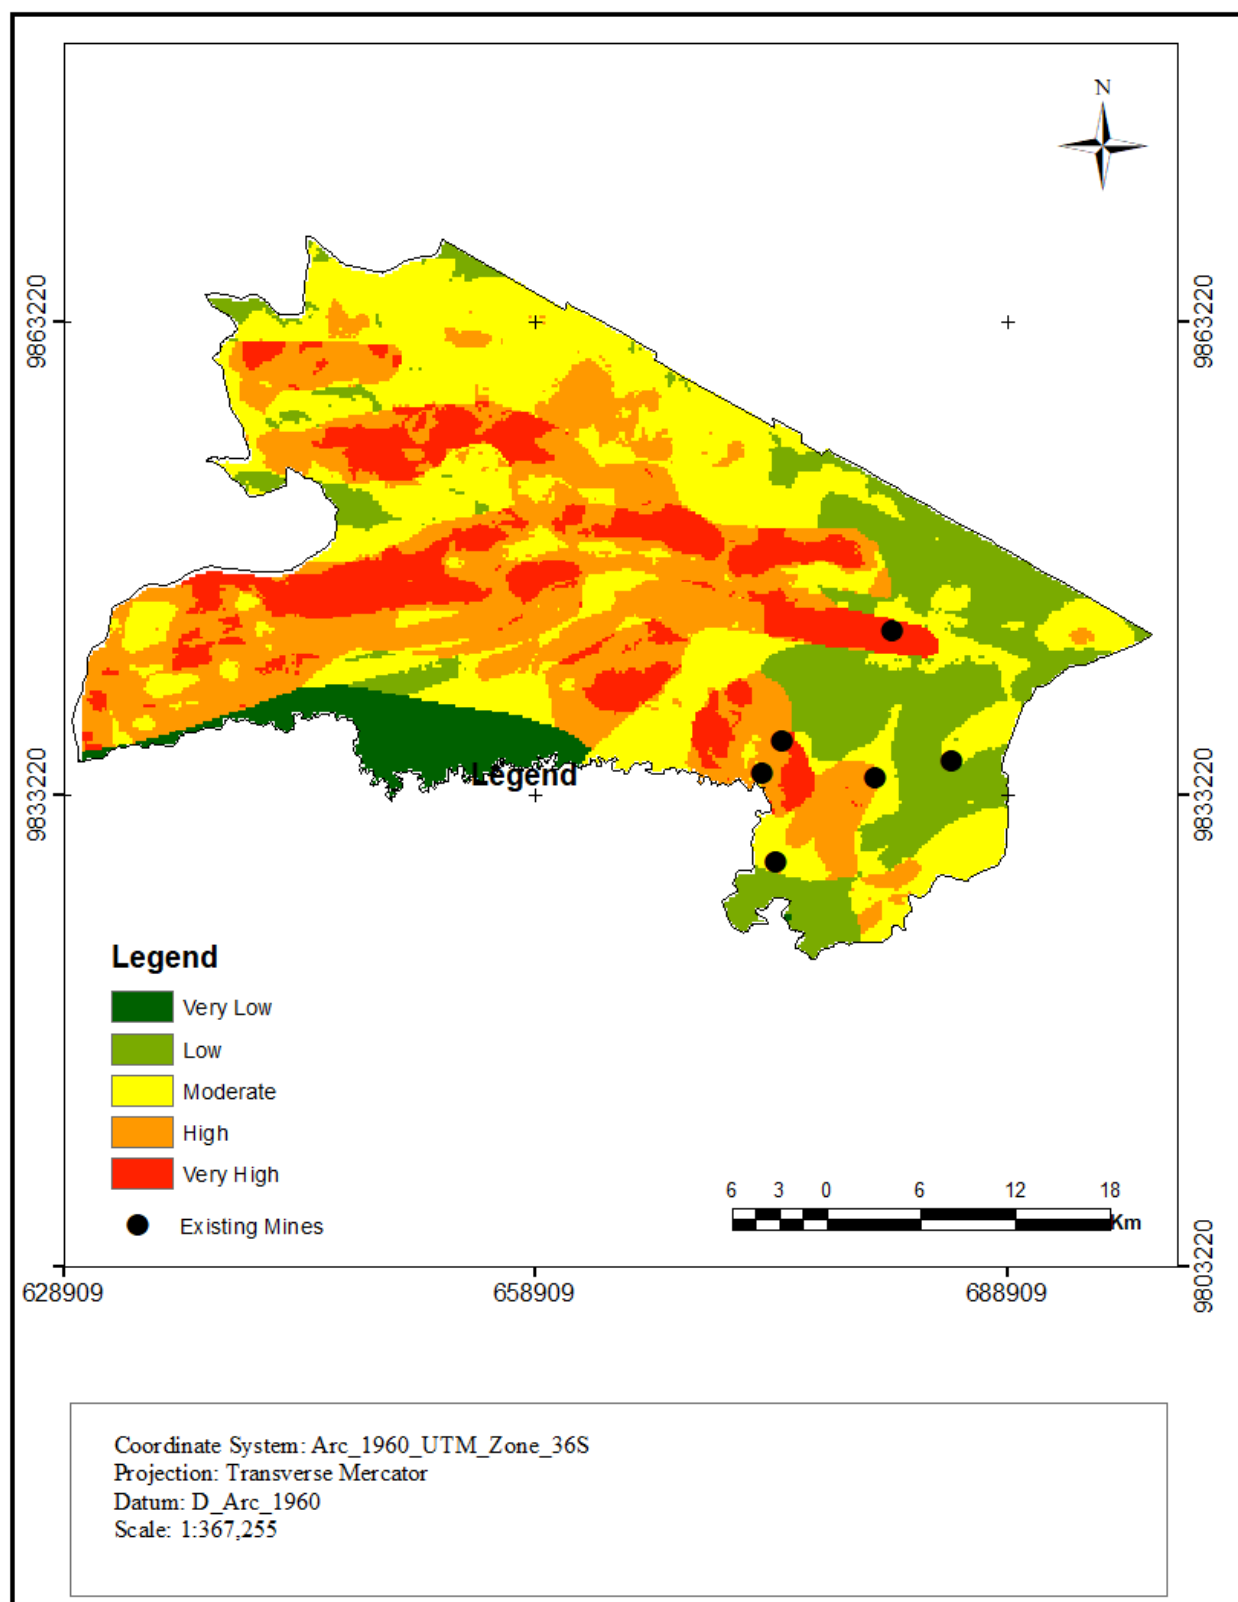 N
9863220
9863220
9833220
9833220
Legend
Legend
Very Low
Low
Moderate
High
Very High
Existing Mines
6 3 0 6 12 18
Km
9803220
628909 658909 688909
Coordinate System: Arc_1960_UTM_Zone_36S
Projection: Transverse Mercator
Datum: D_Arc_1960
Scale: 1:367,255